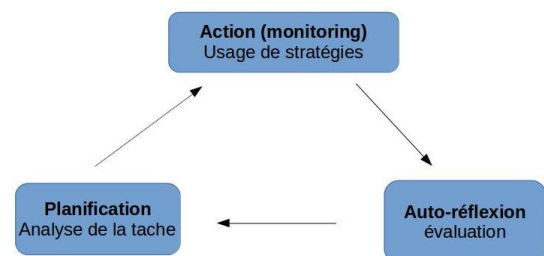 Action (monitoring)
Usage de stratégies
Planification
Analyse de la tache
Auto-réflexion
évaluation